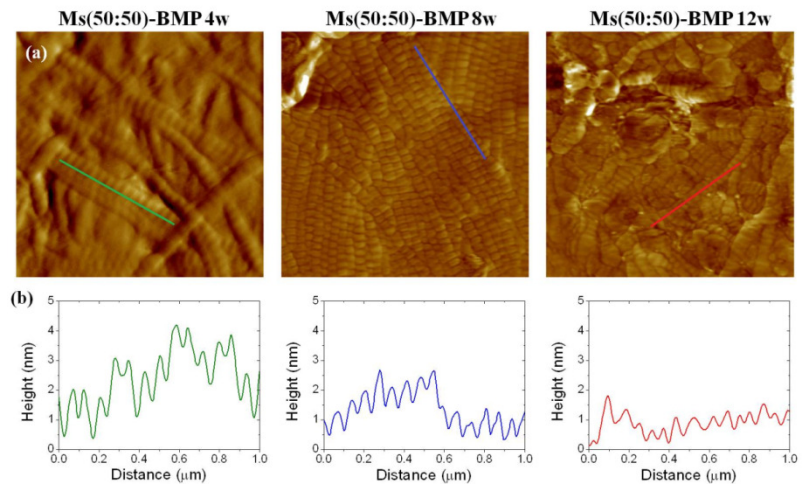 Ms(50:50)-BMP 4w Ms(50:50)-BMP 8w Ms(50:50)-BMP 12w
(a)
(b)
5 5 5
4 4 4
3 3 3
2 2 2
1 1 1
0 0 0
Height (nm) Height (nm) Height (nm)
0.0 0.2 0.4 0.6 0.8 1.0 0.0 0.2 0.4 0.6 0.8 1.0 0.0 0.2 0.4 0.6 0.8 1.0
Distance (μm) Distance (μm) Distance (μm)